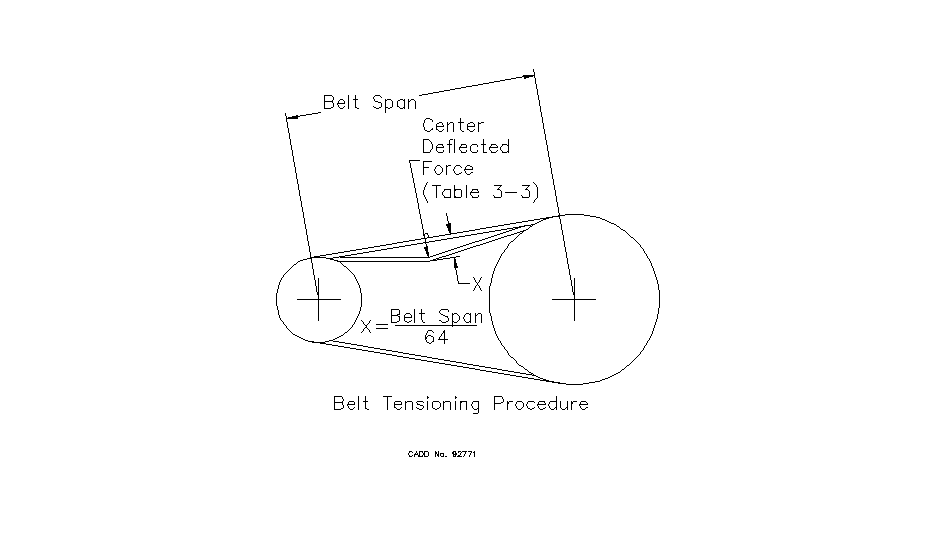 Belt Span
Center
Deflected
Force
(Table 3-3)
X
X=Belt Span
64
Belt Tensioning Procedure
CADD No. 92771